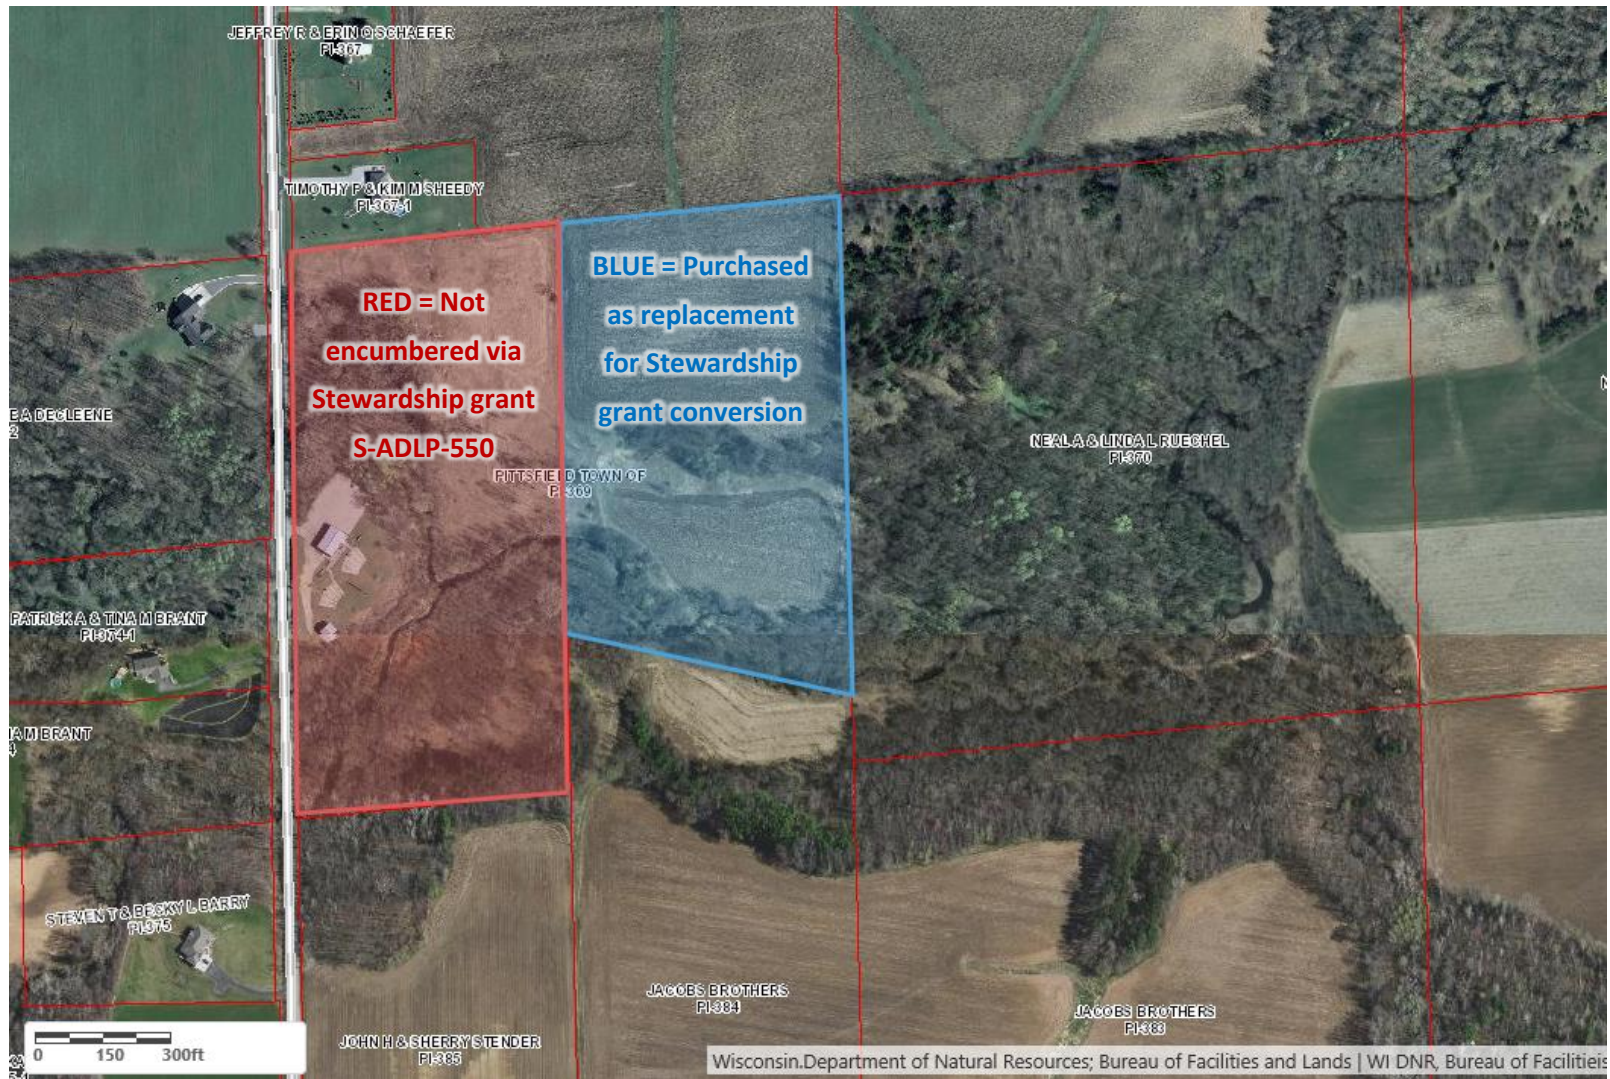 JEFFREY R & ERIN Q SCHAEFER
PI-367
TIMOTHY P & KIM M SHEEDY
PI-367-1
RED = Not
encumbered via
Stewardship grant
S-ADLP-550
BLUE = Purchased
as replacement
for Stewardship
grant conversion
E A DECLEENE
2
PITTSFIELD TOWN OF
PI-369
NEAL A & LINDA L RUECHEL
PI-370
N
PATRICK A & TINA M BRANT
PI-374-1
NA M BRANT
4
STEVEN T & BECKY L BARRY
PI-375
JACOBS BROTHERS
PI-384
JACOBS BROTHERS
PI-383
JOHN H & SHERRY STENDER
PI-385
0 150 300ft
Wisconsin.Department of Natural Resources; Bureau of Facilities and Lands | WI DNR, Bureau of Facilitieis